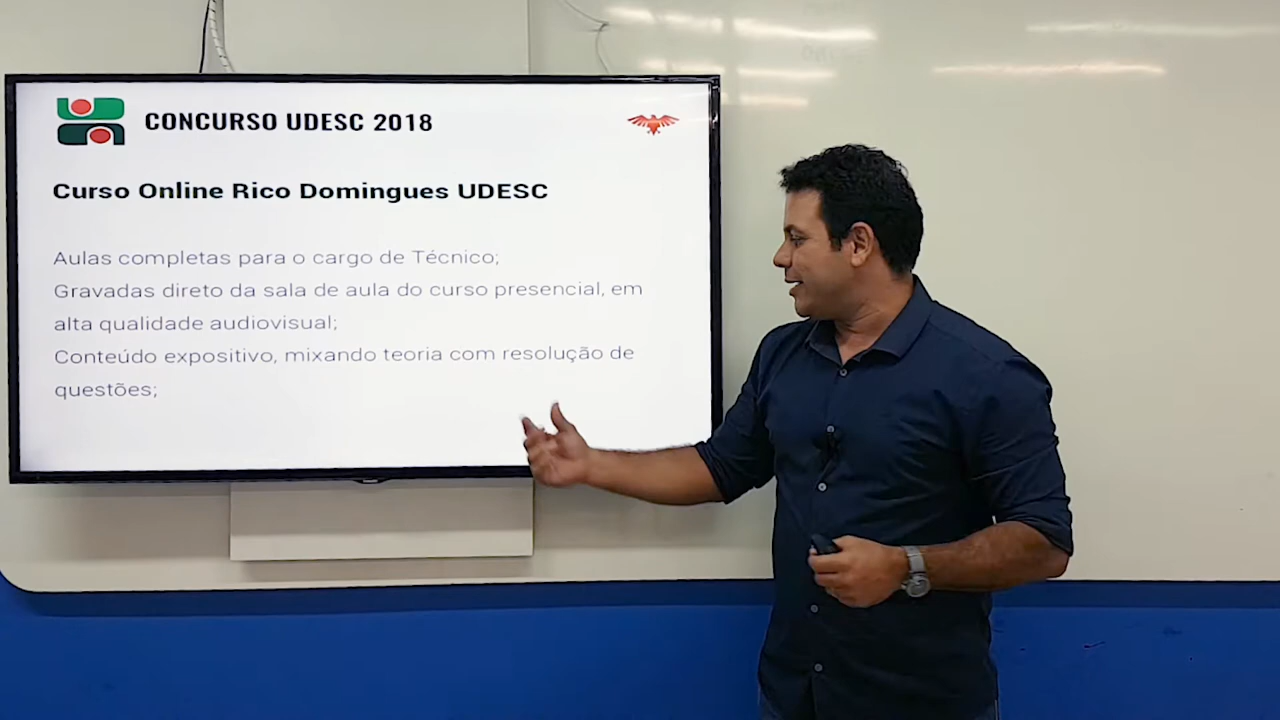 CONCURSO UDESC 2018
Curso Online Rico Domingues UDESC
Aulas completas para o cargo de Técnico;
Gravadas direto da sala de aula do curso presencial, em
alta qualidade audiovisual;
Conteúdo expositivo, mixando teoria com resolução de
questões;